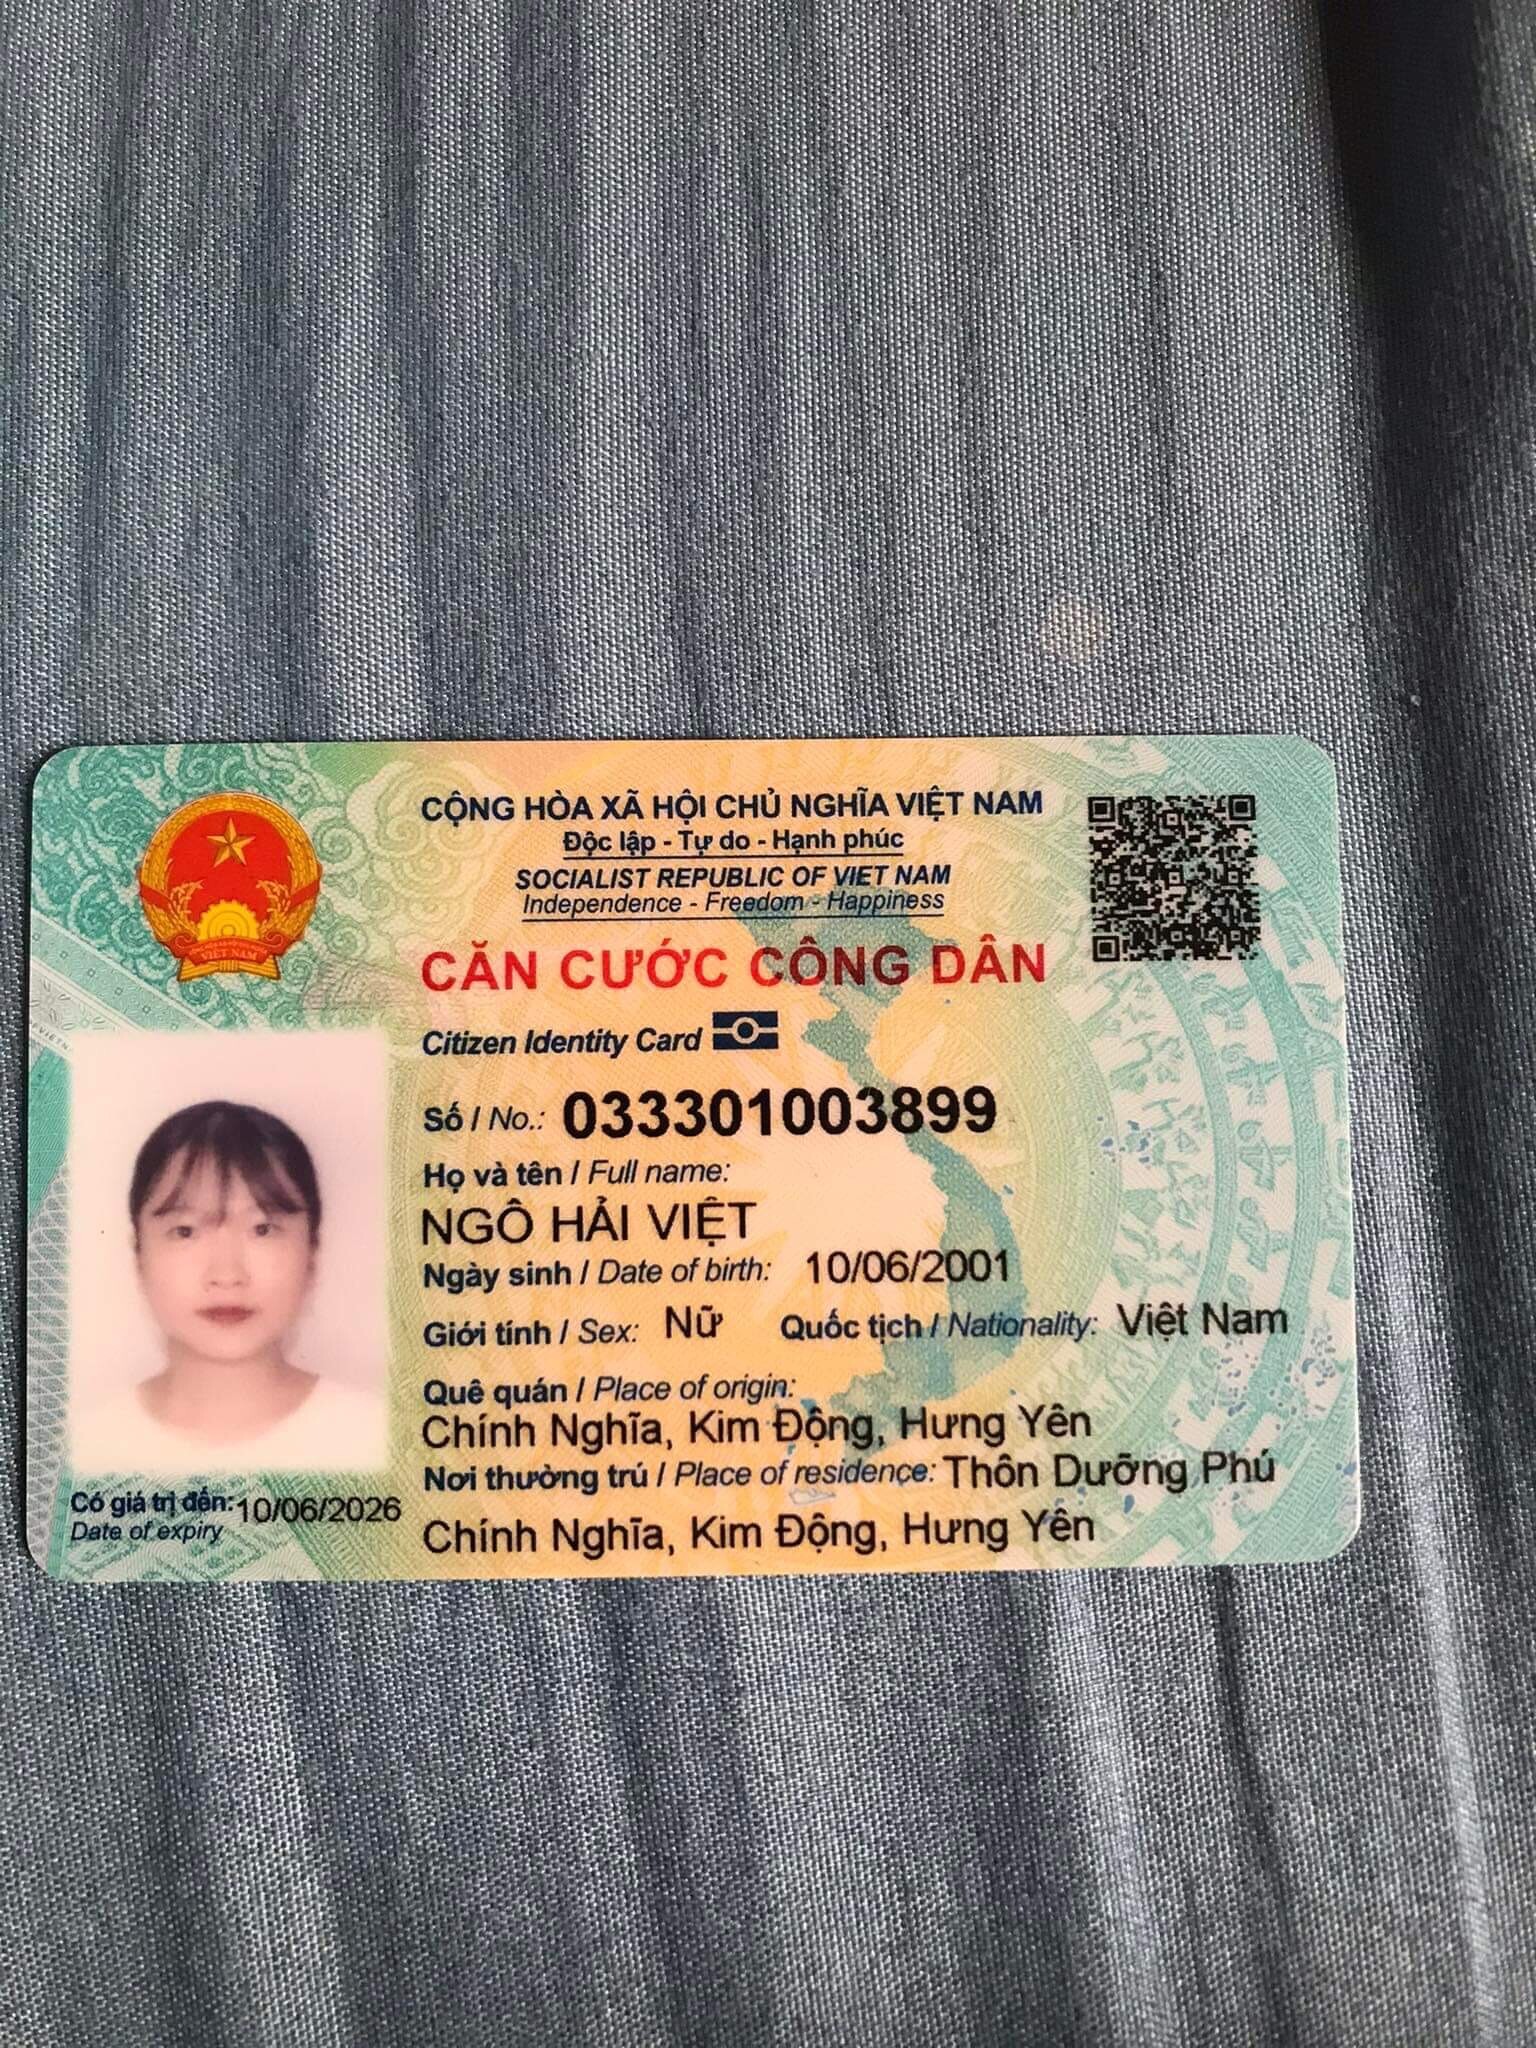 CỘNG HÒA XÃ HỘI CHỦ NGHĨA VIỆT NAM
Độc lập - Tự do - Hạnh phúc
SOCIALIST REPUBLIC OF VIET NAM
Independence - Freedom - Happiness
CĂN CƯỚC CÔNG DÂN
Citizen Identity Card
Số / No.: 033301003899
Họ và tên / Full name:
NGÔ HẢI VIỆT
Ngày sinh / Date of birth: 10/06/2001
Giới tính / Sex: Nữ Quốc tịch / Nationality: Việt Nam
Quê quán / Place of origin:
Chính Nghĩa, Kim Động, Hưng Yên
Nơi thường trú / Place of residence: Thôn Dưỡng Phú
Chính Nghĩa, Kim Động, Hưng Yên
Có giá trị đến: 10/06/2026
Date of expiry
VIỆT NAM